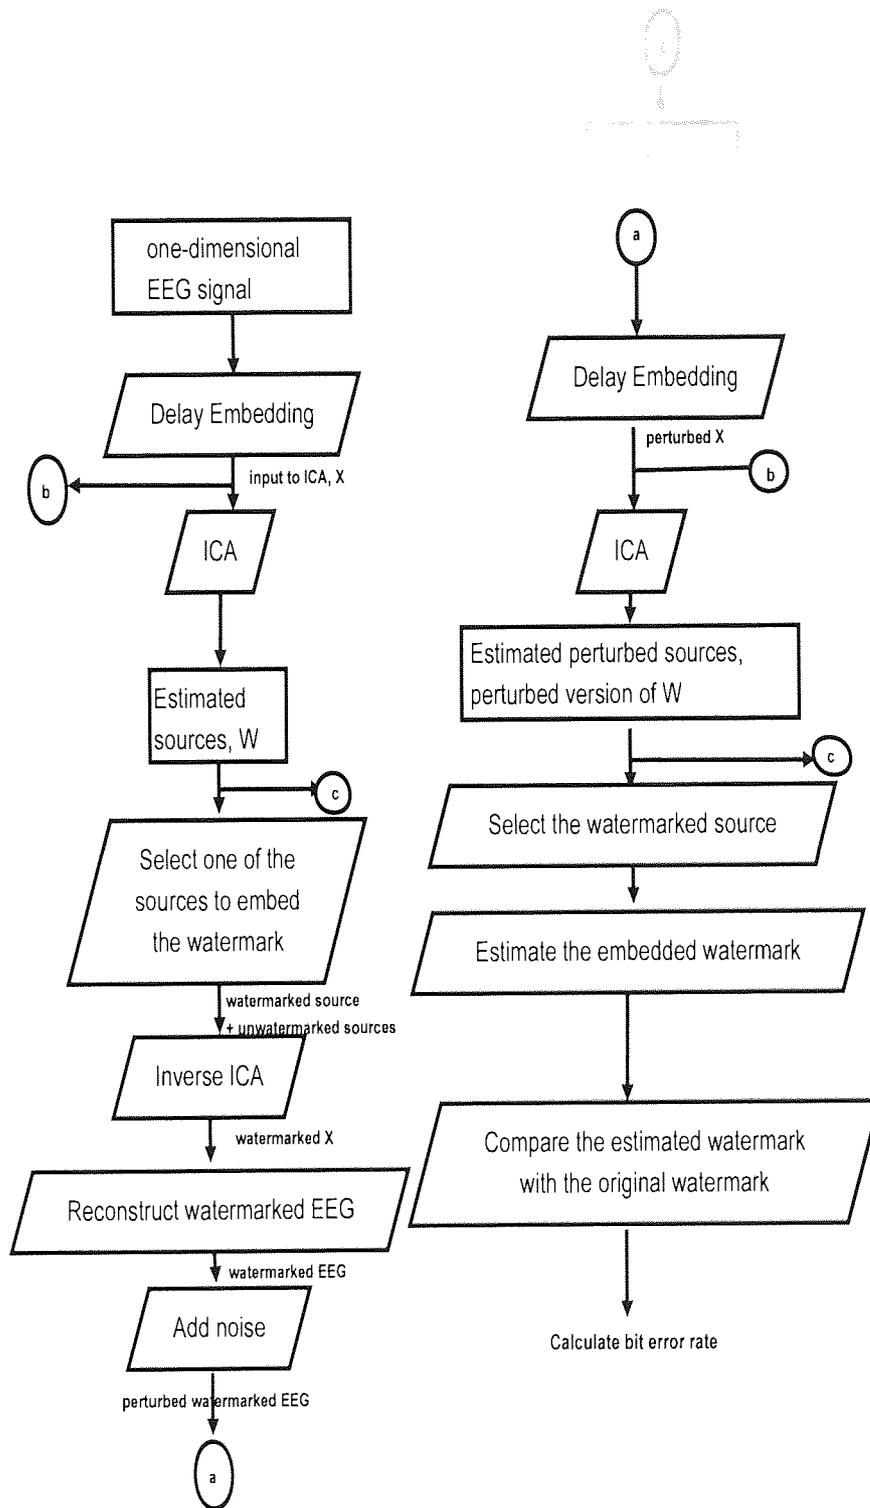 one-dimensional
EEG signal
Delay Embedding
b
input to ICA, X
ICA
Estimated
sources, W
c
Select one of the
sources to embed
the watermark
watermarked source
+ unwatermarked sources
Inverse ICA
watermarked X
Reconstruct watermarked EEG
watermarked EEG
Add noise
perturbed watermarked EEG
a
a
Delay Embedding
perturbed X
b
ICA
Estimated perturbed sources,
perturbed version of W
c
Select the watermarked source
Estimate the embedded watermark
Compare the estimated watermark
with the original watermark
Calculate bit error rate